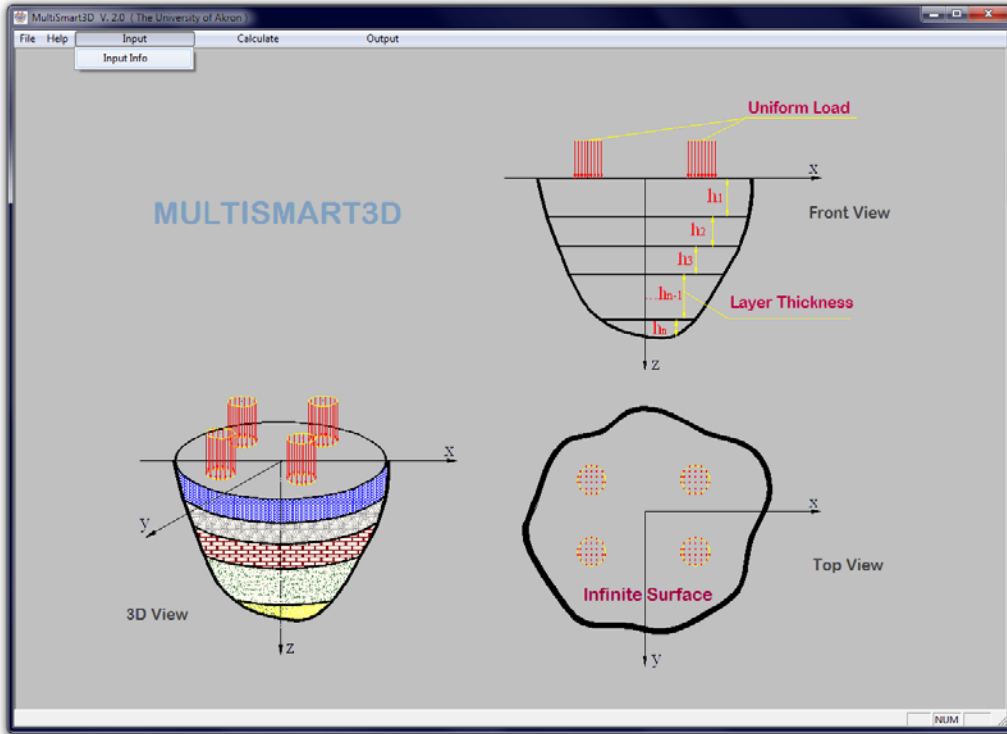 MultiSmart3D V. 2.0 ( The University of Akron )
File Help Input Calculate Output
Input Info
Uniform Load
x
MULTISMART3D
h1
Front View
h2
h3
...hn-1
Layer Thickness
hn
z
x
y
3D View
z
x
Top View
Infinite Surface
y
NUM